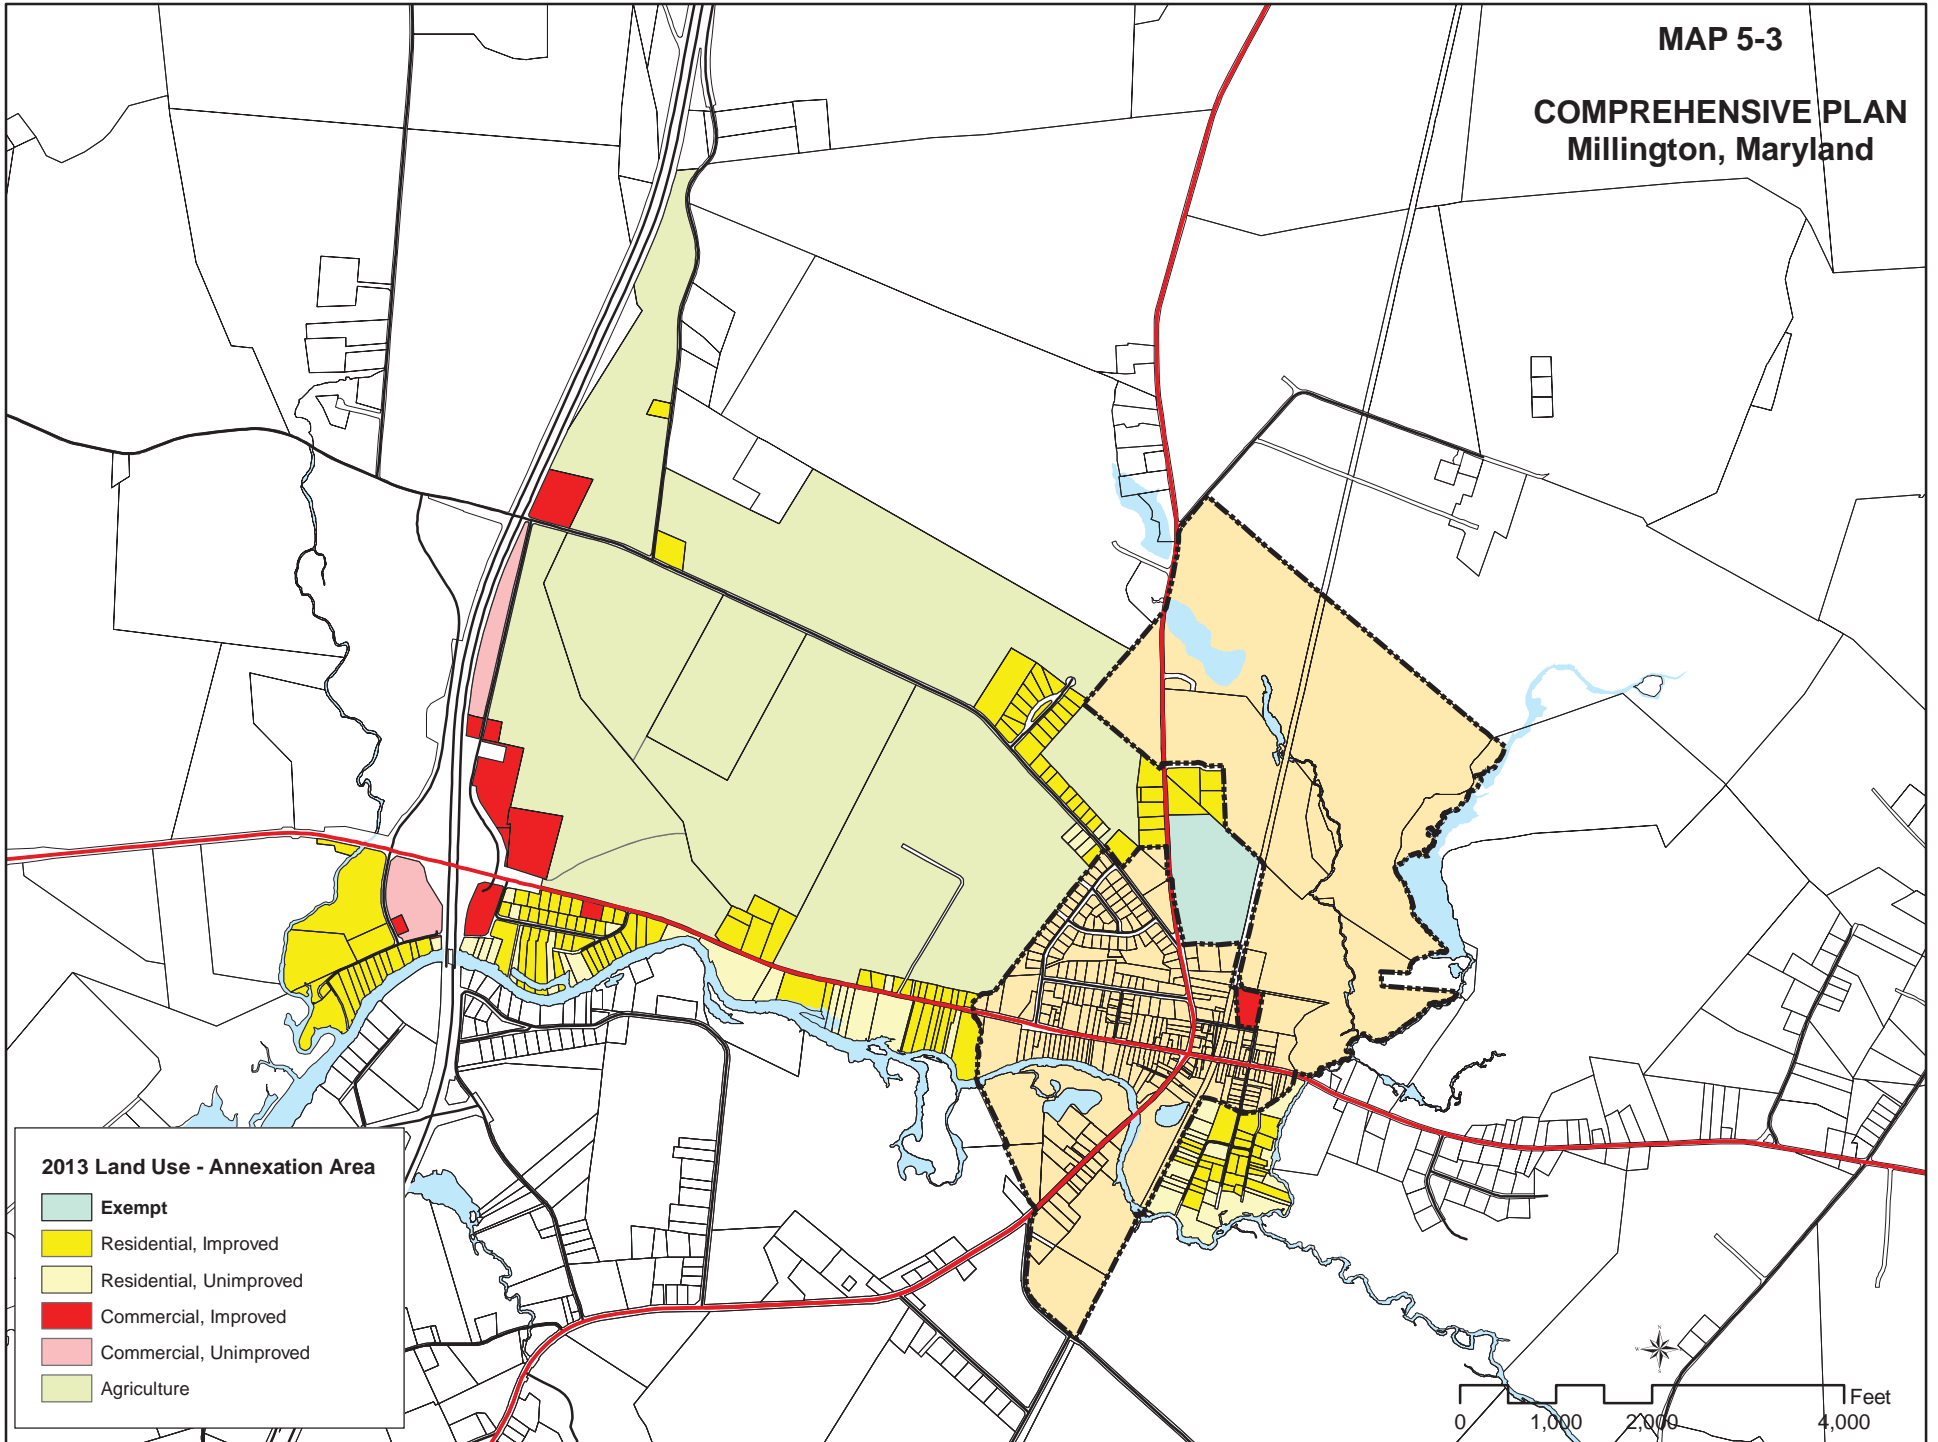 MAP 5-3
COMPREHENSIVE PLAN
Millington, Maryland
2013 Land Use - Annexation Area
Exempt
Residential, Improved
Residential, Unimproved
Commercial, Improved
Commercial, Unimproved
Agriculture
Feet
0 1,000 2,000 4,000